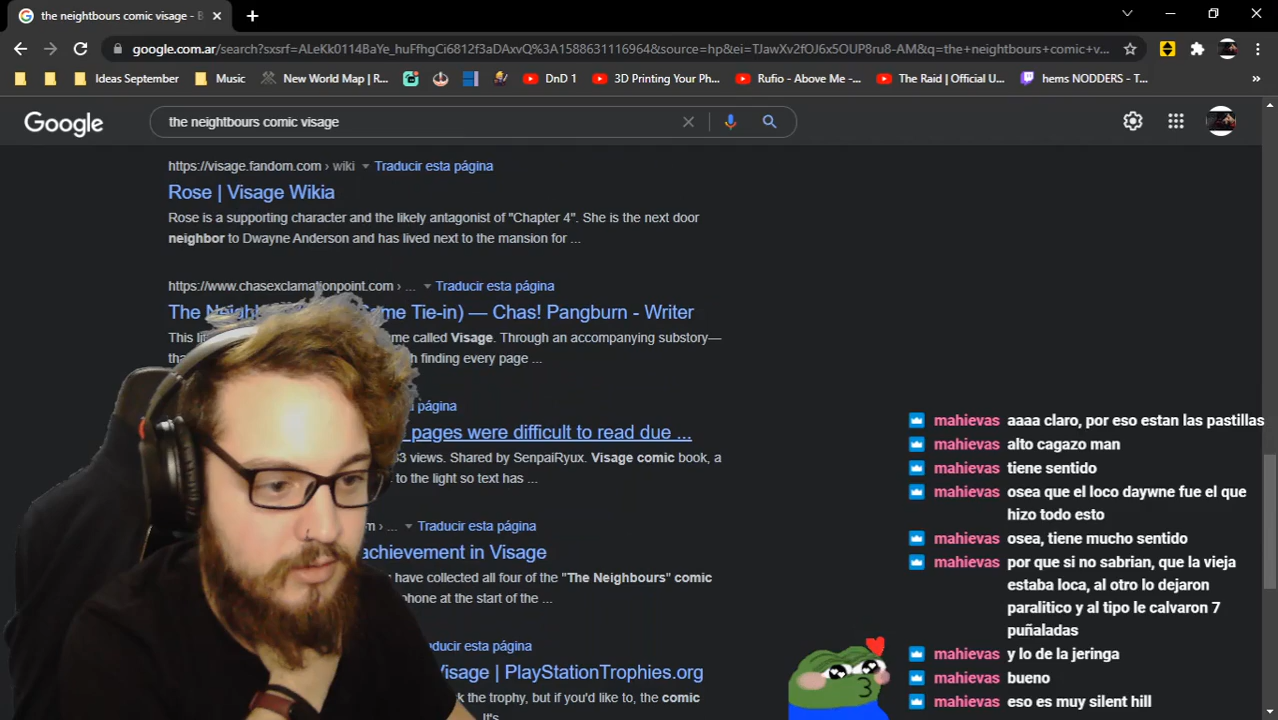 the neightbours comic visage - B
google.com.ar/search?sxsrf=ALeKk0114BaYe_huFfhgCi6812f3aDAxvQ%3A1588631116964&source=hp&ei=TJawXv2fOJ6x5OUP8ru8-AM&q=the+neightbours+comic+v...
Ideas September
Music
New World Map | R...
DnD 1
3D Printing Your Ph...
Rufio - Above Me -...
The Raid | Official U...
hems NODDERS - T...
»
Google
the neightbours comic visage
https://visage.fandom.com › wiki
Traducir esta página
Rose | Visage Wikia
Rose is a supporting character and the likely antagonist of "Chapter 4". She is the next door
neighbor to Dwayne Anderson and has lived next to the mansion for ...
https://www.chasexclamationpoint.com › ...
Traducir esta página
The Tie-in) — Chas! Pangburn - Writer
This called Visage. Through an accompanying substory—
finding every page ...
página
pages were difficult to read due ...
views. Shared by SenpaiRyux. Visage comic book, a
to the light so text has ...
› ...
Traducir esta página
achievement in Visage
have collected all four of the "The Neighbours" comic
phone at the start of the ...
esta página
Visage | PlayStationTrophies.org
the trophy, but if you'd like to, the comic
It's
mahievas aaaa claro, por eso estan las pastillas
mahievas alto cagazo man
mahievas tiene sentido
mahievas osea que el loco daywne fue el que
hizo todo esto
mahievas osea, tiene mucho sentido
mahievas por que si no sabrian, que la vieja
estaba loca, al otro lo dejaron
paralitico y al tipo le calvaron 7
puñaladas
mahievas y lo de la jeringa
mahievas bueno
mahievas eso es muy silent hill